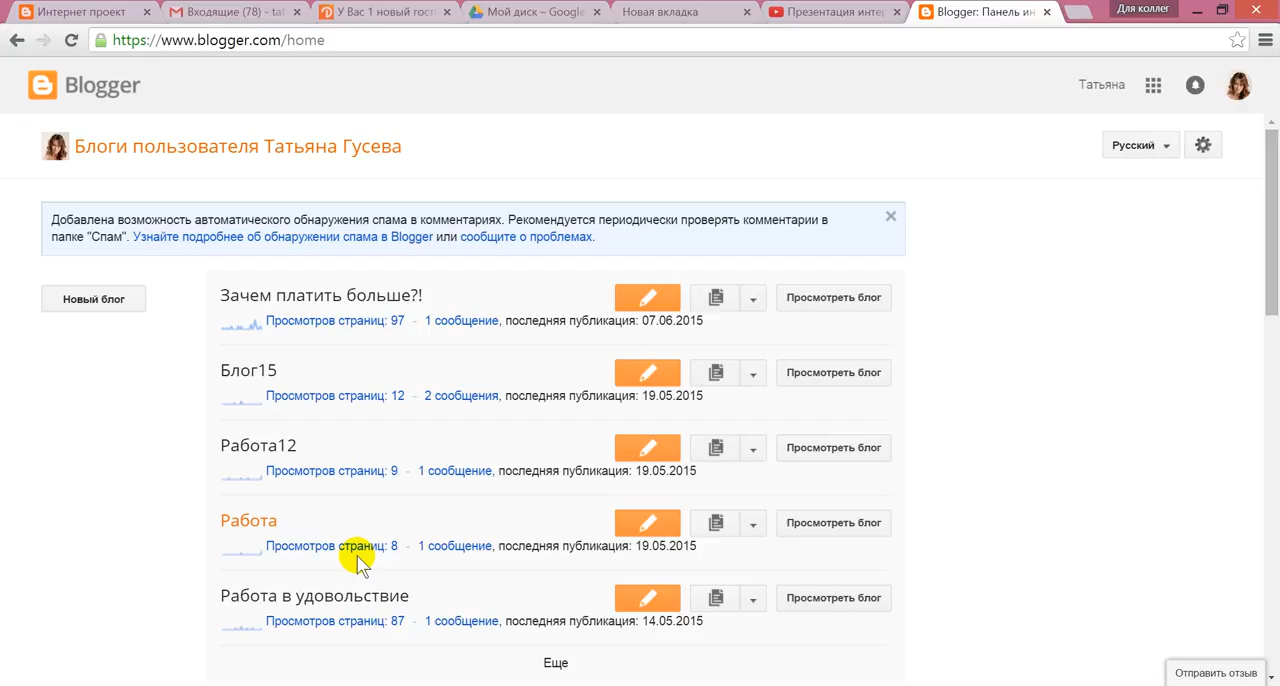 Интернет проект
Входящие (78) - tat
У Вас 1 новый гост
Мой диск – Google
Новая вкладка
Презентация интер
Blogger: Панель ин
Для коллег
https://www.blogger.com/home
Blogger
Татьяна
Блоги пользователя Татьяна Гусева
Русский
Добавлена возможность автоматического обнаружения спама в комментариях. Рекомендуется периодически проверять комментарии в
папке "Спам". Узнайте подробнее об обнаружении спама в Blogger или сообщите о проблемах.
Новый блог
Зачем платить больше?!
Просмотреть блог
Просмотров страниц: 97 - 1 сообщение, последняя публикация: 07.06.2015
Блог15
Просмотреть блог
Просмотров страниц: 12 - 2 сообщения, последняя публикация: 19.05.2015
Работа12
Просмотреть блог
Просмотров страниц: 9 - 1 сообщение, последняя публикация: 19.05.2015
Работа
Просмотреть блог
Просмотров страниц: 8 - 1 сообщение, последняя публикация: 19.05.2015
Работа в удовольствие
Просмотреть блог
Просмотров страниц: 87 - 1 сообщение, последняя публикация: 14.05.2015
Еще
Отправить отзыв